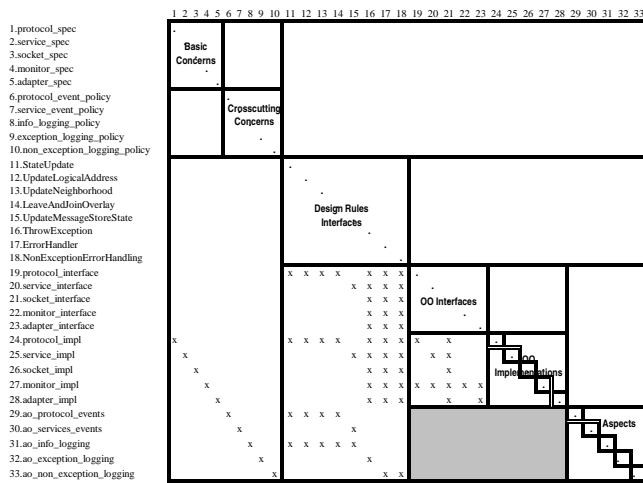 1 2 3 4 5 6 7 8 9 10 11 12 13 14 15 16 17 18 19 20 21 22 23 24 25 26 27 28 29 30 31 32 33
1.protocol_spec .
2.service_spec .
Basic
3.socket_spec .
Concerns
4.monitor_spec .
5.adapter_spec .
6.protocol_event_policy .
7.service_event_policy .
Crosscutting
8.info_logging_policy .
Concerns
9.exception_logging_policy .
10.non_exception_logging_policy .
11.StateUpdate .
12.UpdateLogicalAddress .
13.UpdateNeighborhood .
14.LeaveAndJoinOverlay .
Design Rules
15.UpdateMessageStoreState .
Interfaces
16.ThrowException .
17.ErrorHandler .
18.NonExceptionErrorHandling .
19.protocol_interface x x x x x x x .
20.service_interface x x x x .
21.socket_interface x x x .
OO Interfaces
22.monitor_interface x x x .
23.adapter_interface x x x .
24.protocol_impl x x x x x x x x x x .
25.service_impl x x x x x x x .
OO
26.socket_impl x x x x x .
Implementations
27.monitor_impl x x x x x x x x x .
28.adapter_impl x x x x x x .
29.ao_protocol_events x x x x x .
30.ao_services_events x x .
Aspects
31.ao_info_logging x x x x x x .
32.ao_exception_logging x x .
33.ao_non_exception_logging x x x .